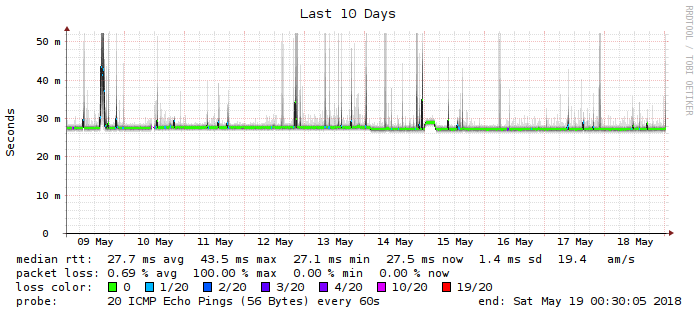 Last 10 Days
RRDTOOL / TOBI OETIKER
Seconds
50 m
40 m
30 m
20 m
10 m
0
09 May 10 May 11 May 12 May 13 May 14 May 15 May 16 May 17 May 18 May
median rtt: 27.7 ms avg 43.5 ms max 27.1 ms min 27.5 ms now 1.4 ms sd 19.4 am/s
packet loss: 0.69 % avg 100.00 % max 0.00 % min 0.00 % now
loss color: 0 1/20 2/20 3/20 4/20 10/20 19/20
probe: 20 ICMP Echo Pings (56 Bytes) every 60s end: Sat May 19 00:30:05 2018